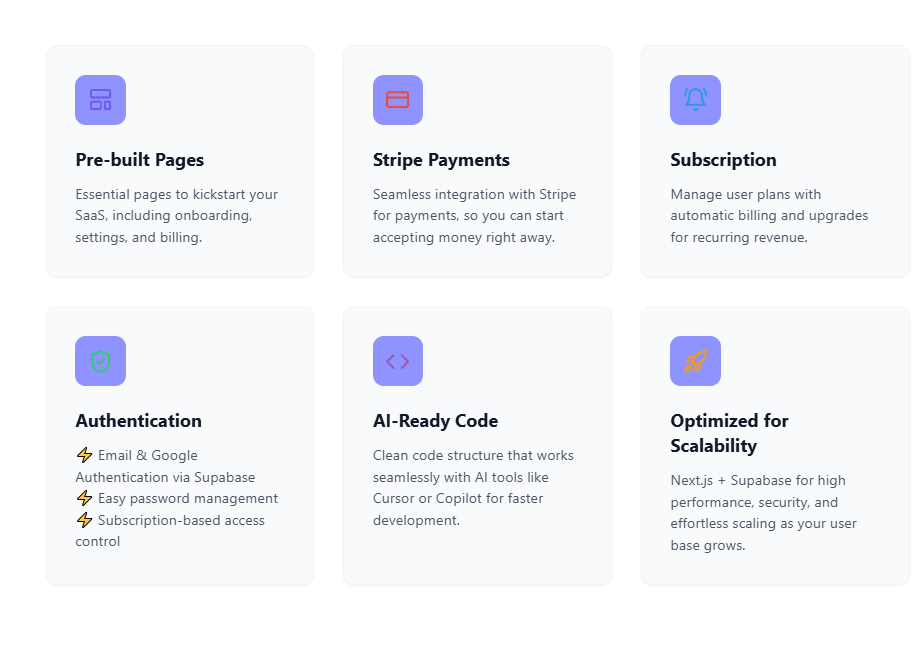 Pre-built Pages
Essential pages to kickstart your
SaaS, including onboarding,
settings, and billing.
Stripe Payments
Seamless integration with Stripe
for payments, so you can start
accepting money right away.
Subscription
Manage user plans with
automatic billing and upgrades
for recurring revenue.
Authentication
⚡ Email & Google
Authentication via Supabase
⚡ Easy password management
⚡ Subscription-based access
control
AI-Ready Code
Clean code structure that works
seamlessly with AI tools like
Cursor or Copilot for faster
development.
Optimized for
Scalability
Next.js + Supabase for high
performance, security, and
effortless scaling as your user
base grows.